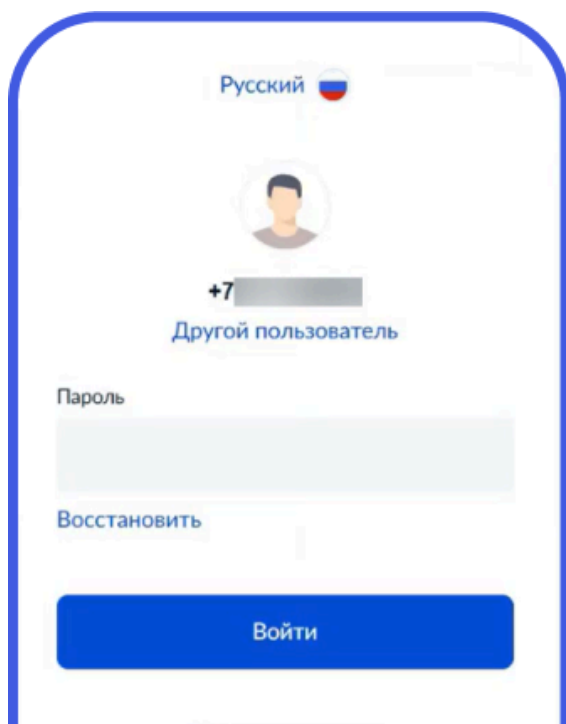 Русский
+7
Другой пользователь
Пароль
Восстановить
Войти